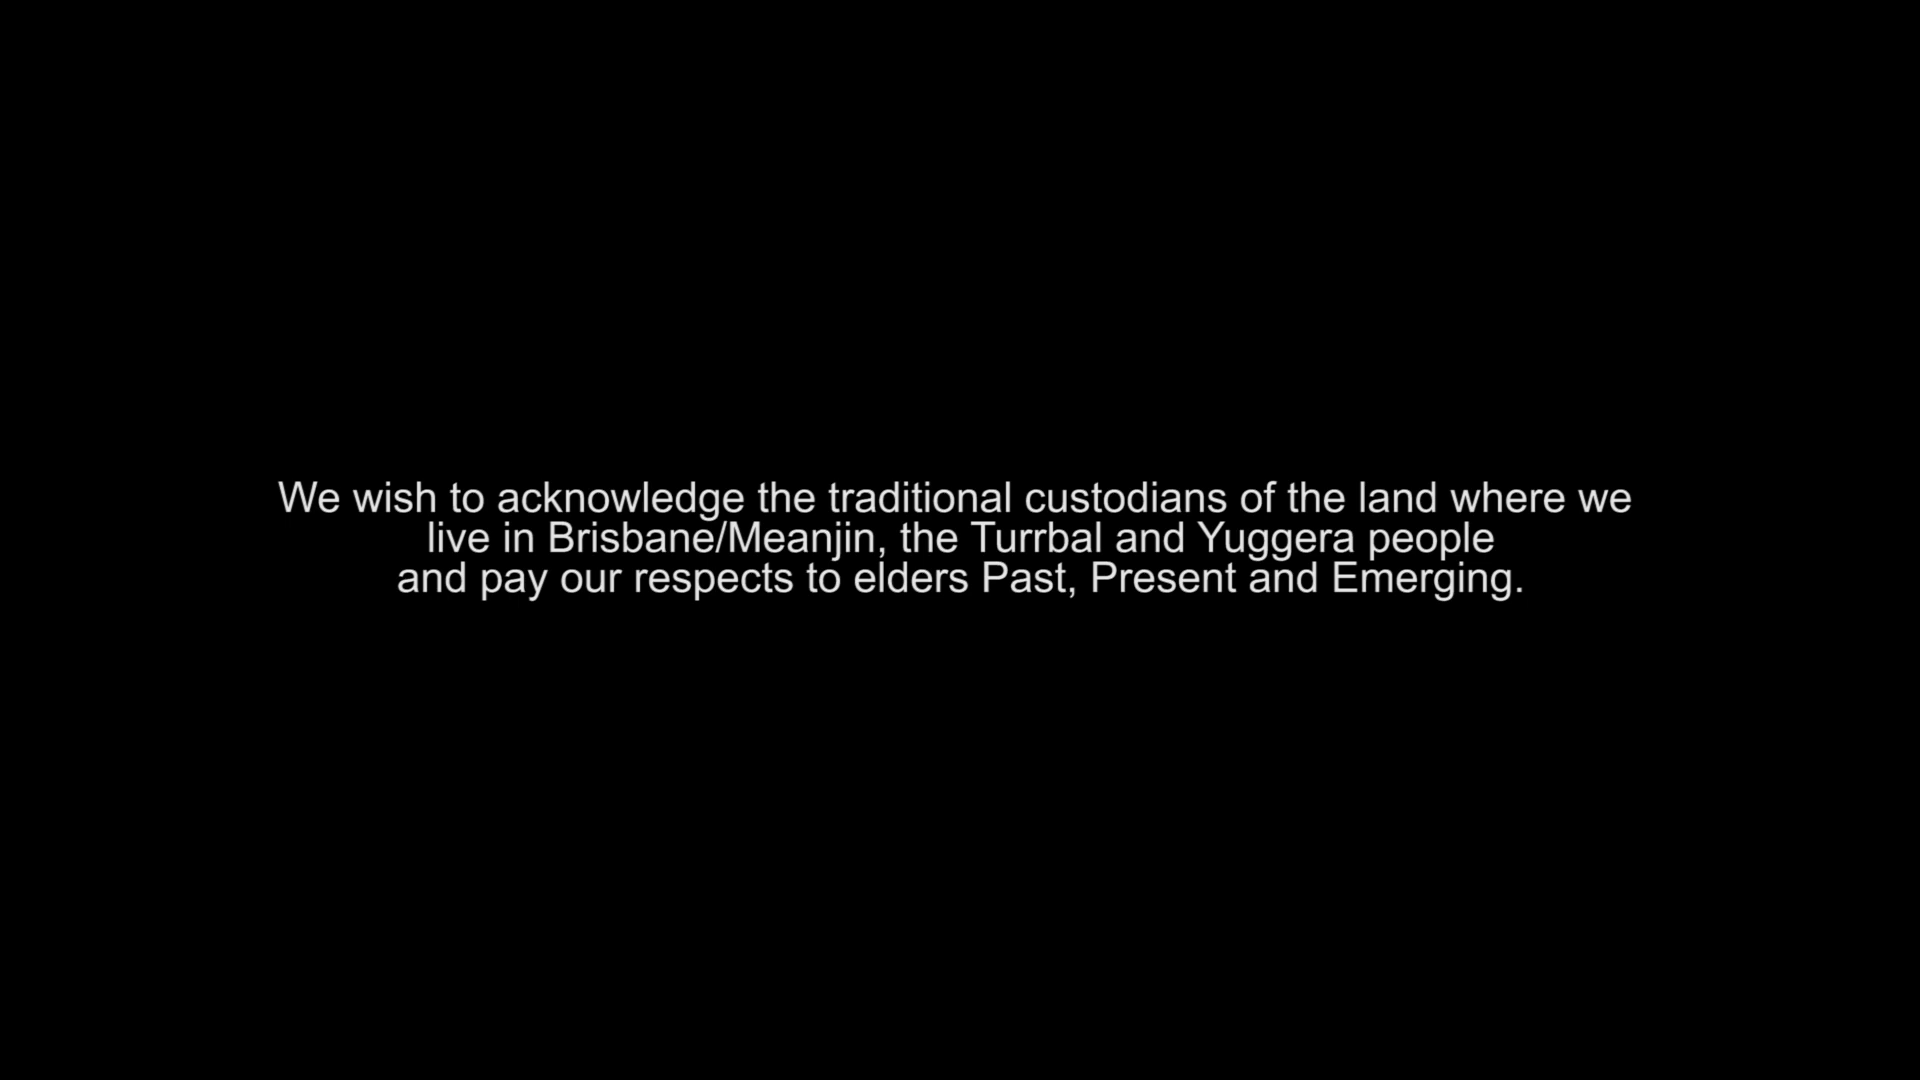 We wish to acknowledge the traditional custodians of the land where we
live in Brisbane/Meanjin, the Turrbal and Yuggera people
and pay our respects to elders Past, Present and Emerging.